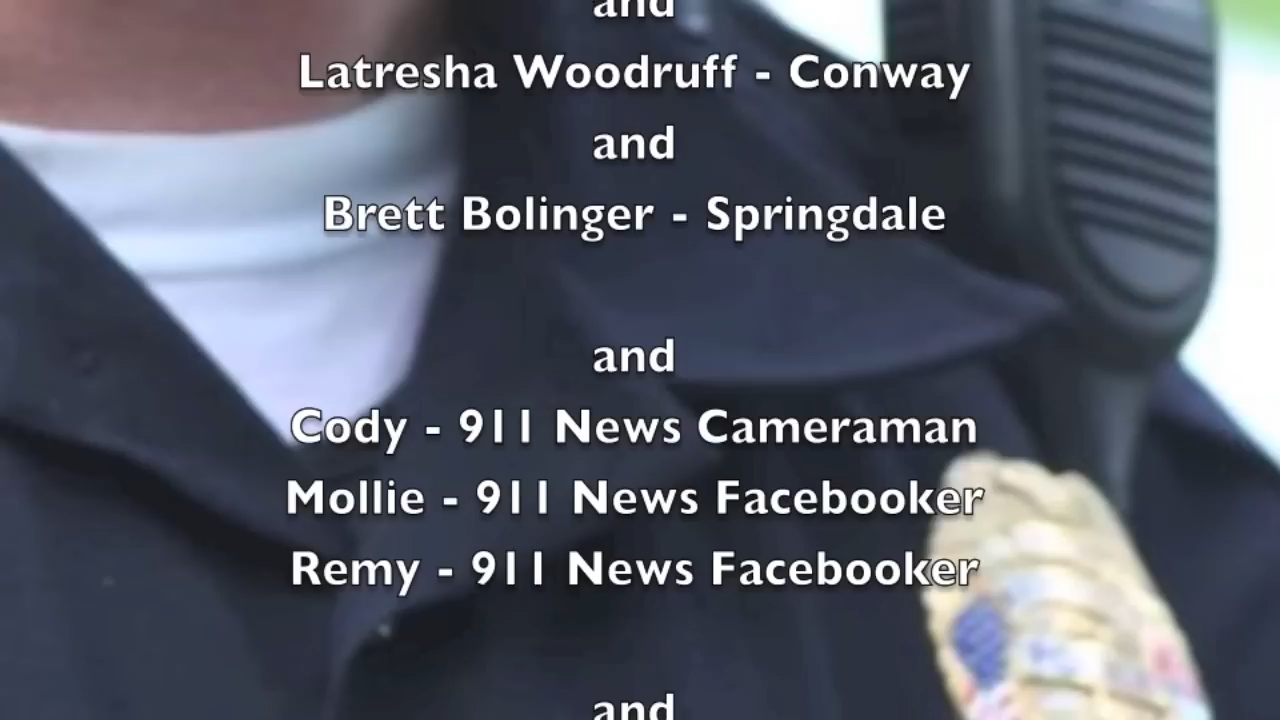 and
Latresha Woodruff - Conway
and
Brett Bolinger - Springdale
and
Cody - 911 News Cameraman
Mollie - 911 News Facebooker
Remy - 911 News Facebooker
and